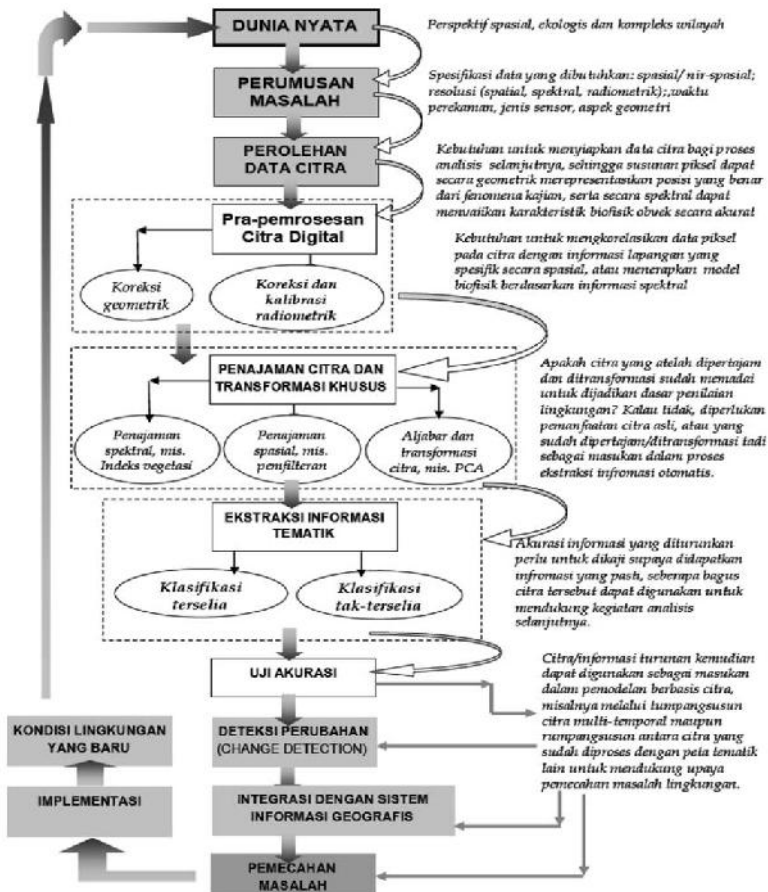 DUNIA NYATA
Perspektif spasial, ekologis dan kompleks wilayah
PERUMUSAN
MASALAH
Spesifikasi data yang dibutuhkan: spasial/ nir-spasial;
resolusi (spatial, spektral, radiometrik);,waktu
perekaman, jenis sensor, aspek geometri
PEROLEHAN
DATA CITRA
Kebutuhan untuk menyiapkan data citra bagi proses
analisis selanjutnya, sehingga susunan piksel dapat
secara geometrik merepresentasikan posisi yang benar
dari fenomena kajian, serta secara spektral dapat
menyajikan karakteristik biofisik obyek secara akurat
Pra-pemrosesan
Citra Digital
Koreksi
geometrik
Koreksi dan
kalibrasi
radiometrik
Kebutuhan untuk mengkorelasikan data piksel
pada citra dengan informasi lapangan yang
spesifik secara spasial, atau menerapkan model
biofisik berdasarkan informasi spektral
PENAJAMAN CITRA DAN
TRANSFORMASI KHUSUS
Penajaman
spektral, mis.
Indeks vegetasi
Penajaman
spasial, mis.
pemfilteran
Aljabar dan
transformasi
citra, mis. PCA
Apakah citra yang atelah dipertajam
dan ditransformasi sudah memadai
untuk dijadikan dasar penilaian
lingkungan? Kalau tidak, diperlukan
pemanfaatan citra asli, atau yang
sudah dipertajam/ditransformasi tadi
sebagai masukan dalam proses
ekstraksi infromasi otomatis.
EKSTRAKSI INFORMASI
TEMATIK
Klasifikasi
terselia
Klasifikasi
tak-terselia
Akurasi informasi yang diturunkan
perlu untuk dikaji supaya didapatkan
infromasi yang pasti, seberapa bagus
citra tersebut dapat digunakan untuk
mendukung kegiatan analisis
selanjutnya.
UJI AKURASI
Citra/informasi turunan kemudian
dapat digunakan sebagai masukan
dalam pemodelan berbasis citra,
misalnya melalui tumpangsusun
citra multi-temporal maupun
rumpangsusun antara citra yang
sudah diproses dengan peta tematik
lain untuk mendukung upaya
pemecahan masalah lingkungan.
DETEKSI PERUBAHAN
(CHANGE DETECTION)
INTEGRASI DENGAN SISTEM
INFORMASI GEOGRAFIS
PEMECAHAN
MASALAH
IMPLEMENTASI
KONDISI LINGKUNGAN
YANG BARU